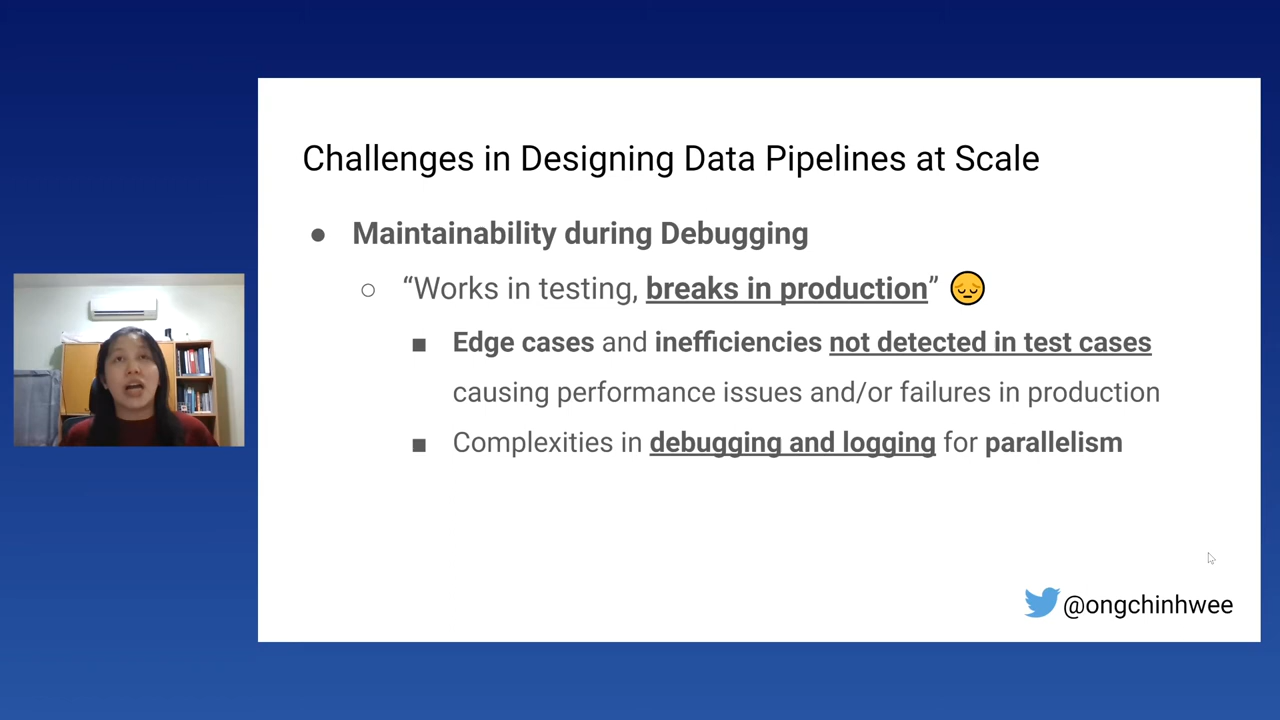 Challenges in Designing Data Pipelines at Scale
● Maintainability during Debugging
○ “Works in testing, breaks in production” 😔
■ Edge cases and inefficiencies not detected in test cases
causing performance issues and/or failures in production
■ Complexities in debugging and logging for parallelism
@ongchinhwee